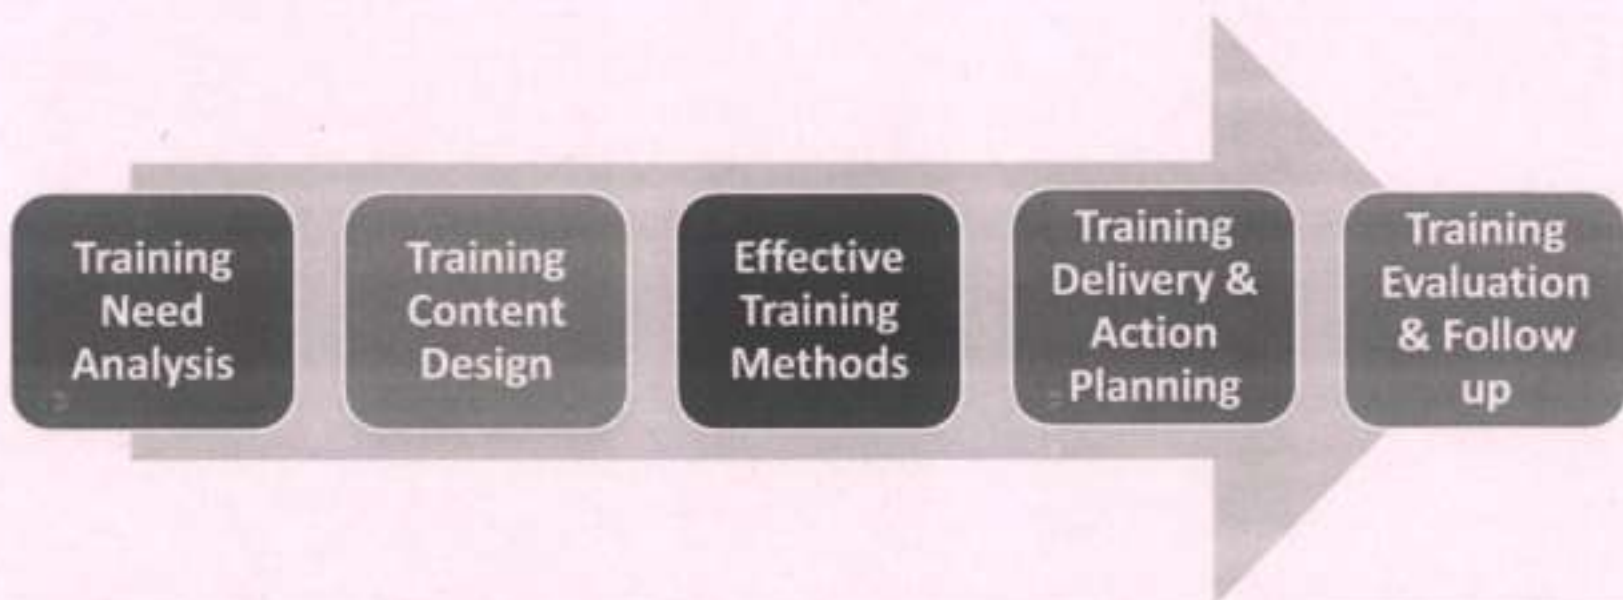 Training
Need
Analysis
Training
Content
Design
Effective
Training
Methods
Training
Delivery &
Action
Planning
Training
Evaluation
& Follow
up